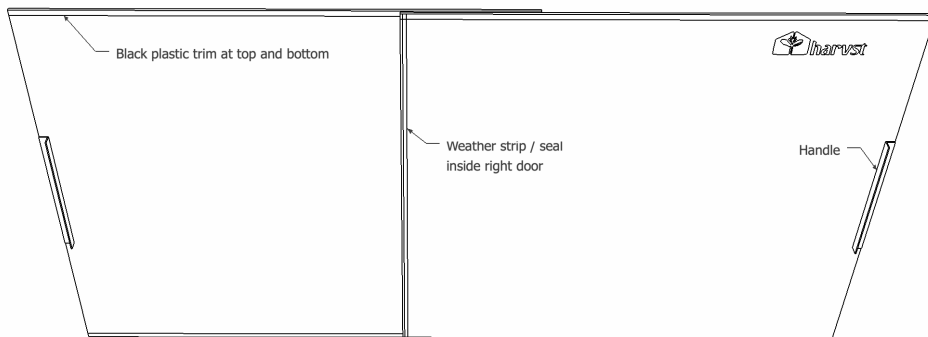 Black plastic trim at top and bottom
harvst
Weather strip / seal
inside right door
Handle